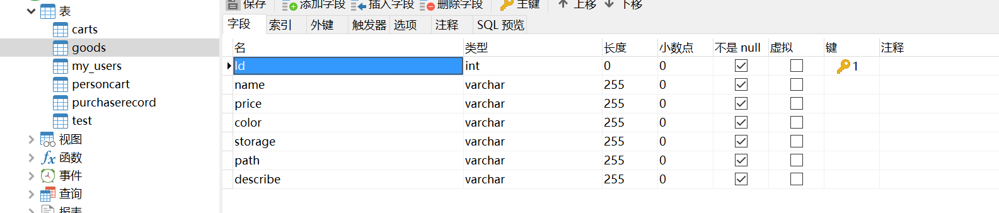 表
carts
goods
my_users
personcart
purchaserecord
test
视图
函数
事件
查询
报表
保存 添加字段 插入字段 删除字段 主键 上移 下移
字段 索引 外键 触发器 选项 注释 SQL 预览
名 类型 长度 小数点 不是 null 虚拟 键 注释
Id int 0 0 1
name varchar 255 0
price varchar 255 0
color varchar 255 0
storage varchar 255 0
path varchar 255 0
describe varchar 255 0